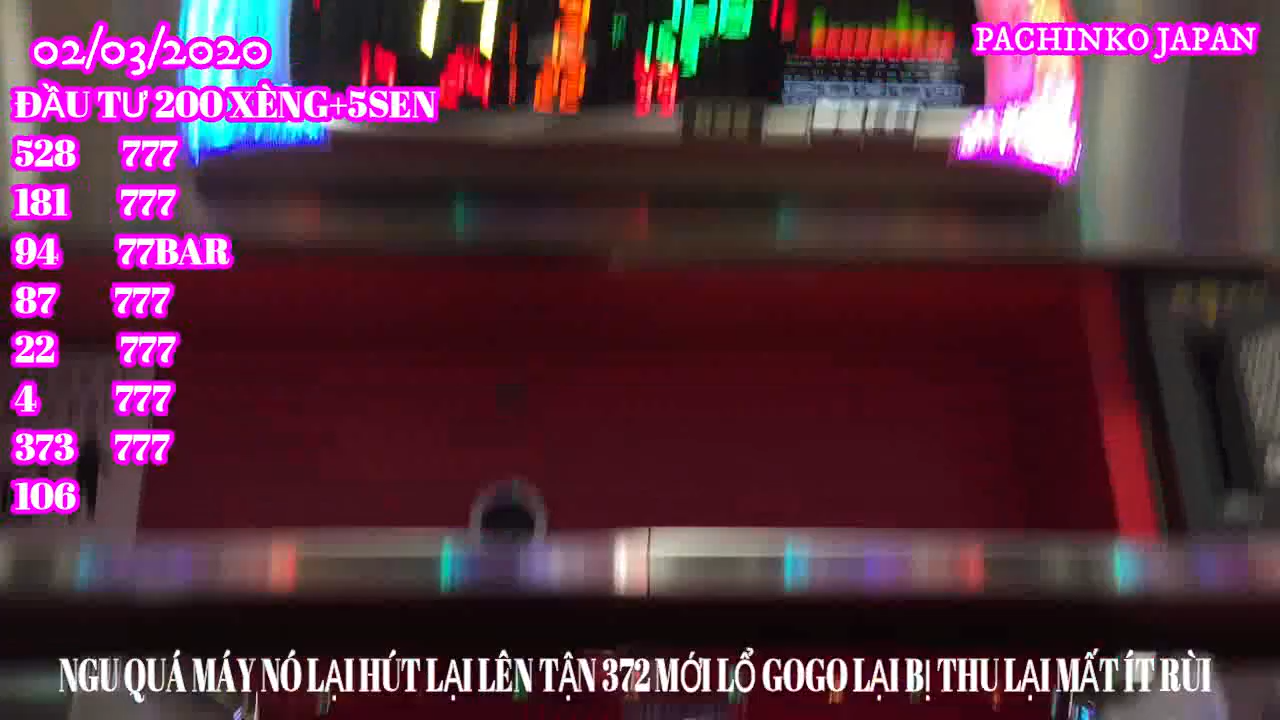 02/03/2020
PACHINKO JAPAN
ĐẦU TƯ 200 XÈNG+5SEN
528 777
181 777
94 77BAR
87 777
22 777
4 777
373 777
106
NGU QUÁ MÁY NÓ LẠI HÚT LẠI LÊN TẬN 372 MỚI LỔ GOGO LẠI BỊ THU LẠI MẤT ÍT RÙI